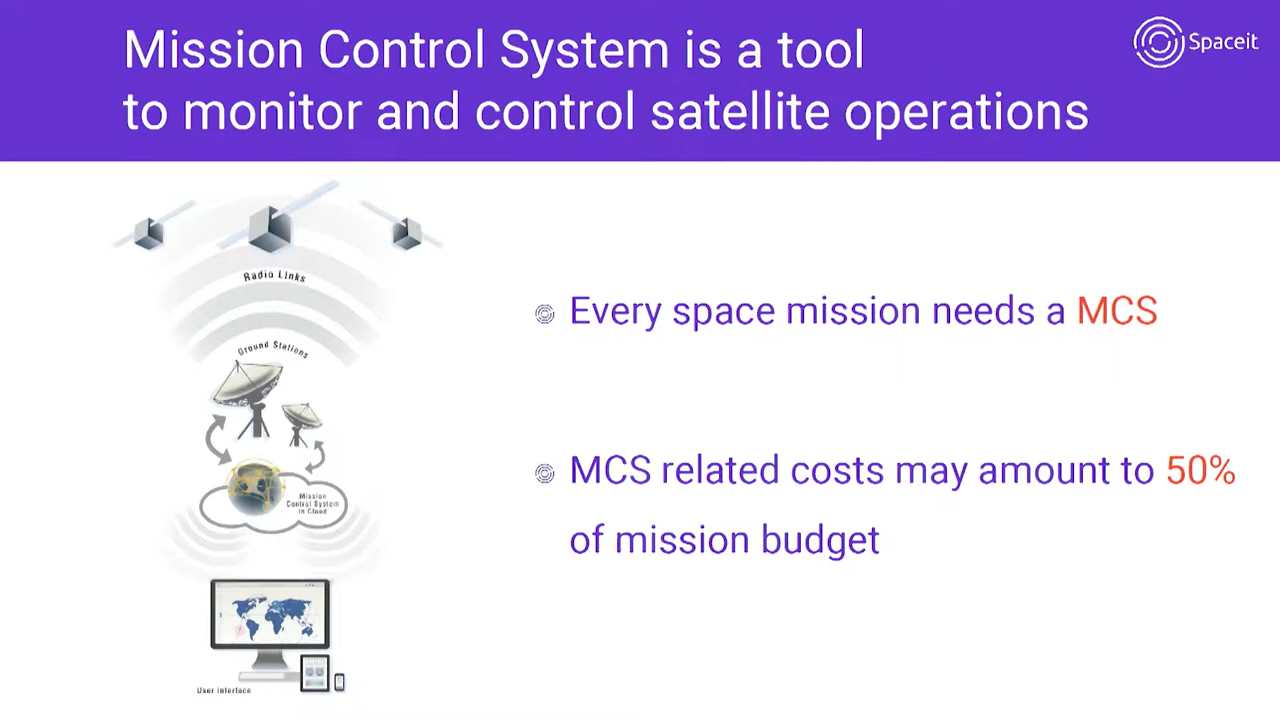 Mission Control System is a tool
to monitor and control satellite operations
Spaceit
Radio Links
Ground Stations
Mission
Control System
in Cloud
User interface
Every space mission needs a MCS
MCS related costs may amount to 50%
of mission budget